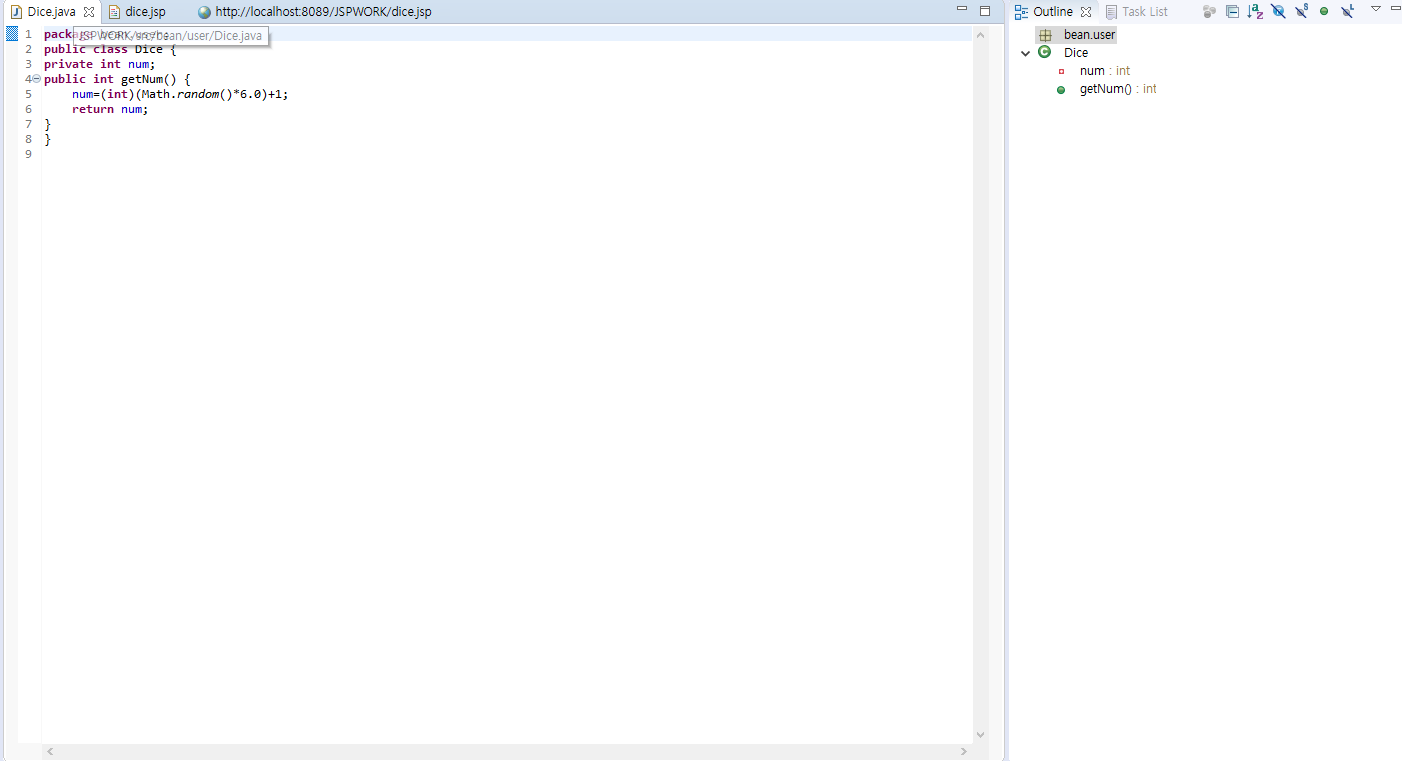 Dice.java dice.jsp http://localhost:8089/JSPWORK/dice.jsp
Outline Task List
1 pack
JSPWORK/src/bean/user/Dice.java
2 public class Dice {
3 private int num;
4 public int getNum() {
5 num=(int)(Math.random()*6.0)+1;
6 return num;
7 }
8 }
9
bean.user
Dice
num : int
getNum() : int